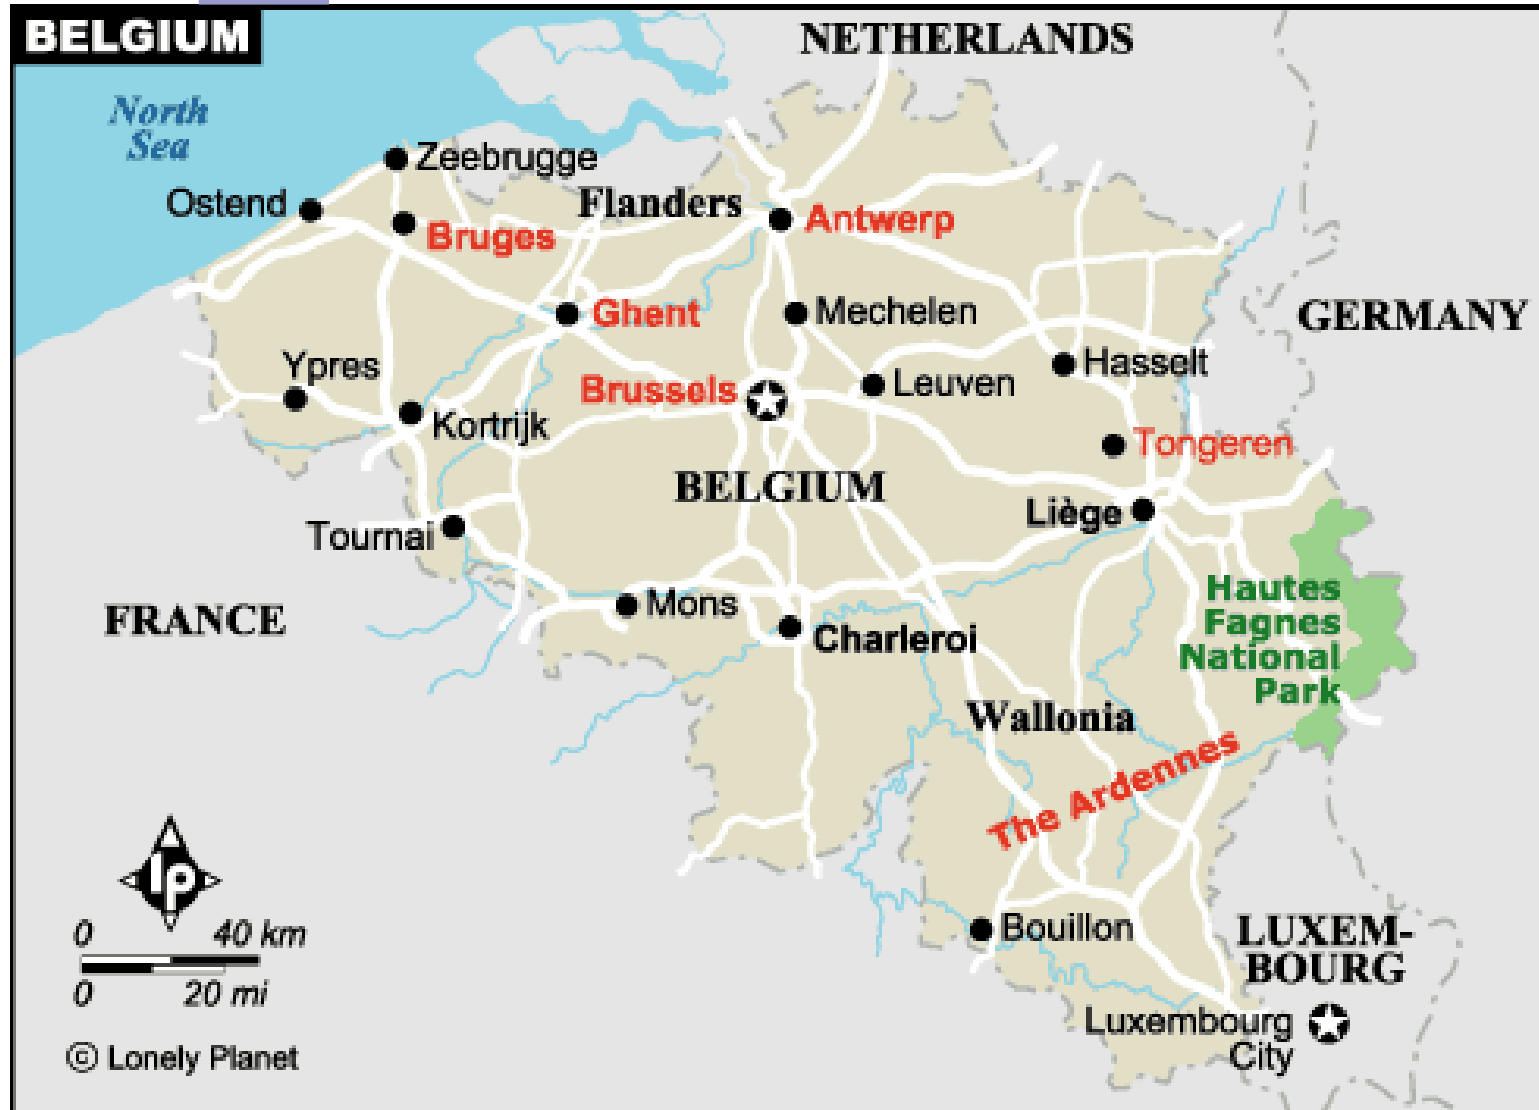 BELGIUM
NETHERLANDS
North
Sea
Zeebrugge
Ostend
Flanders
Antwerp
Bruges
Ghent
Mechelen
GERMANY
Ypres
Hasselt
Brussels
Leuven
Kortrijk
Tongeren
BELGIUM
Liège
Tournai
Hautes
Fagnes
National
Park
Mons
FRANCE
Charleroi
Wallonia
The Ardennes
lp
0 40 km
0 20 mi
Bouillon
LUXEM-
BOURG
Luxembourg
City
© Lonely Planet